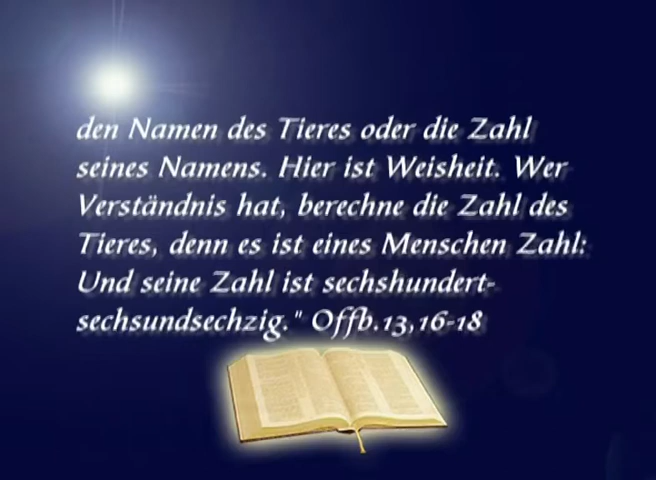 den Namen des Tieres oder die Zahl
seines Namens. Hier ist Weisheit. Wer
Verständnis hat, berechne die Zahl des
Tieres, denn es ist eines Menschen Zahl:
Und seine Zahl ist sechshundert-
sechsundsechzig." Offb.13,16-18